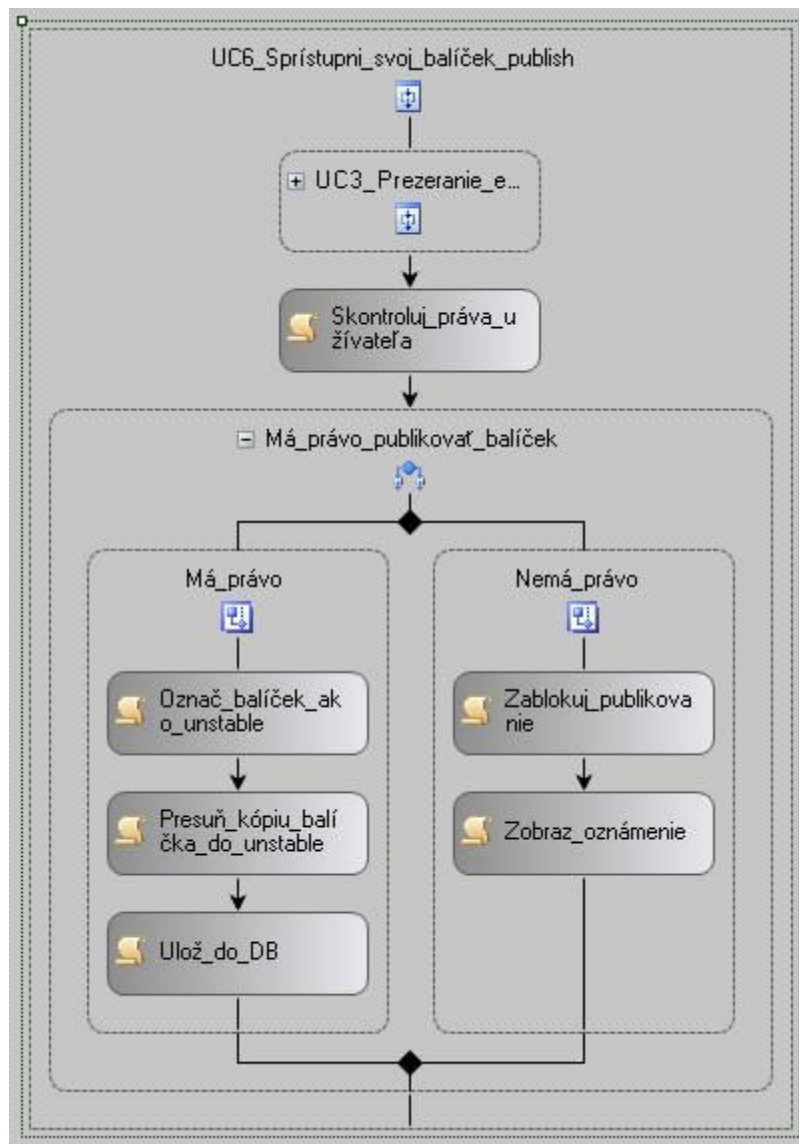 UC6_Sprístupni_svoj_balíček_publish
UC3_Prezeranie_e...
Skontroluj_práva_u
žívateľa
Má_právo_publikovať_balíček
Má_právo
Označ_balíček_ak
o_unstable
Presuň_kópiu_balí
čka_do_unstable
Ulož_do_DB
Nemá_právo
Zablokuj_publikova
nie
Zobraz_oznámenie